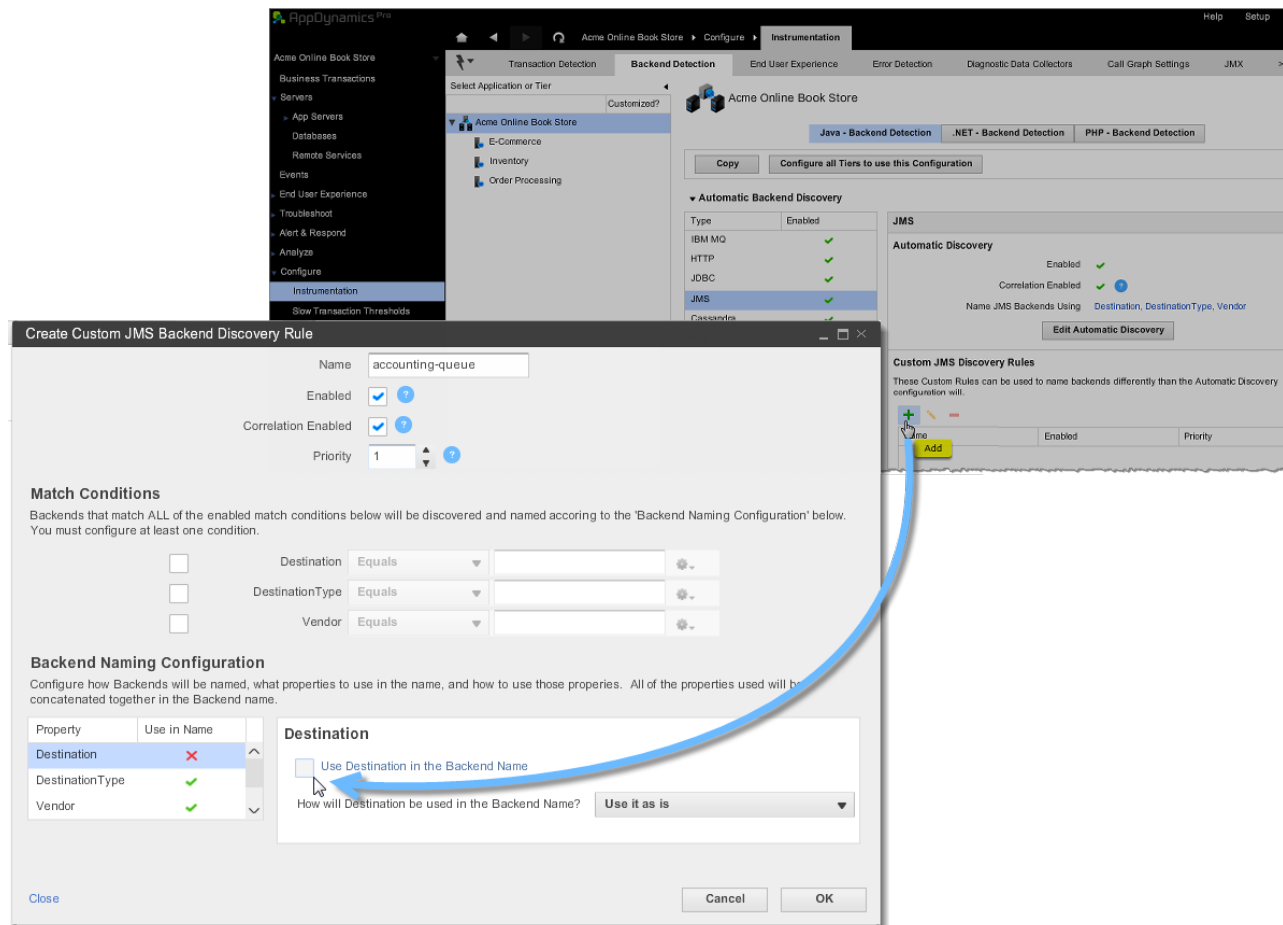 AppDynamics Pro
Help Setup
Acme Online Book Store Configure Instrumentation
Acme Online Book Store
Business Transactions
Servers
App Servers
Databases
Remote Services
Events
End User Experience
Troubleshoot
Alert & Respond
Analyze
Configure
Instrumentation
Slow Transaction Thresholds
Transaction Detection Backend Detection End User Experience Error Detection Diagnostic Data Collectors Call Graph Settings JMX >
Select Application or Tier
Customized?
Acme Online Book Store
E-Commerce
Inventory
Order Processing
Acme Online Book Store
Java - Backend Detection .NET - Backend Detection PHP - Backend Detection
Copy Configure all Tiers to use this Configuration
Automatic Backend Discovery
Type Enabled
IBM MQ
HTTP
JDBC
JMS
Cassandra
JMS
Automatic Discovery
Enabled
Correlation Enabled ?
Name JMS Backends Using Destination, DestinationType, Vendor
Edit Automatic Discovery
Custom JMS Discovery Rules
These Custom Rules can be used to name backends differently than the Automatic Discovery
configuration will.
Name Enabled Priority
Add
Create Custom JMS Backend Discovery Rule
Name accounting-queue
Enabled ?
Correlation Enabled ?
Priority 1 ?
Match Conditions
Backends that match ALL of the enabled match conditions below will be discovered and named accoring to the 'Backend Naming Configuration' below.
You must configure at least one condition.
Destination Equals
DestinationType Equals
Vendor Equals
Backend Naming Configuration
Configure how Backends will be named, what properties to use in the name, and how to use those properies. All of the properties used will be
concatenated together in the Backend name.
Property Use in Name
Destination
DestinationType
Vendor
Destination
Use Destination in the Backend Name
How will Destination be used in the Backend Name? Use it as is
Close Cancel OK